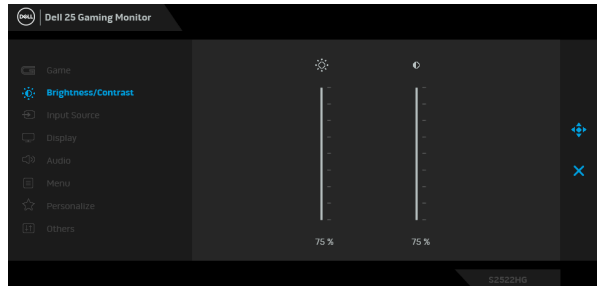 DELL
Dell 25 Gaming Monitor
Game
Brightness/Contrast
Input Source
Display
Audio
Menu
Personalize
Others
75 %
75 %
S2522HG